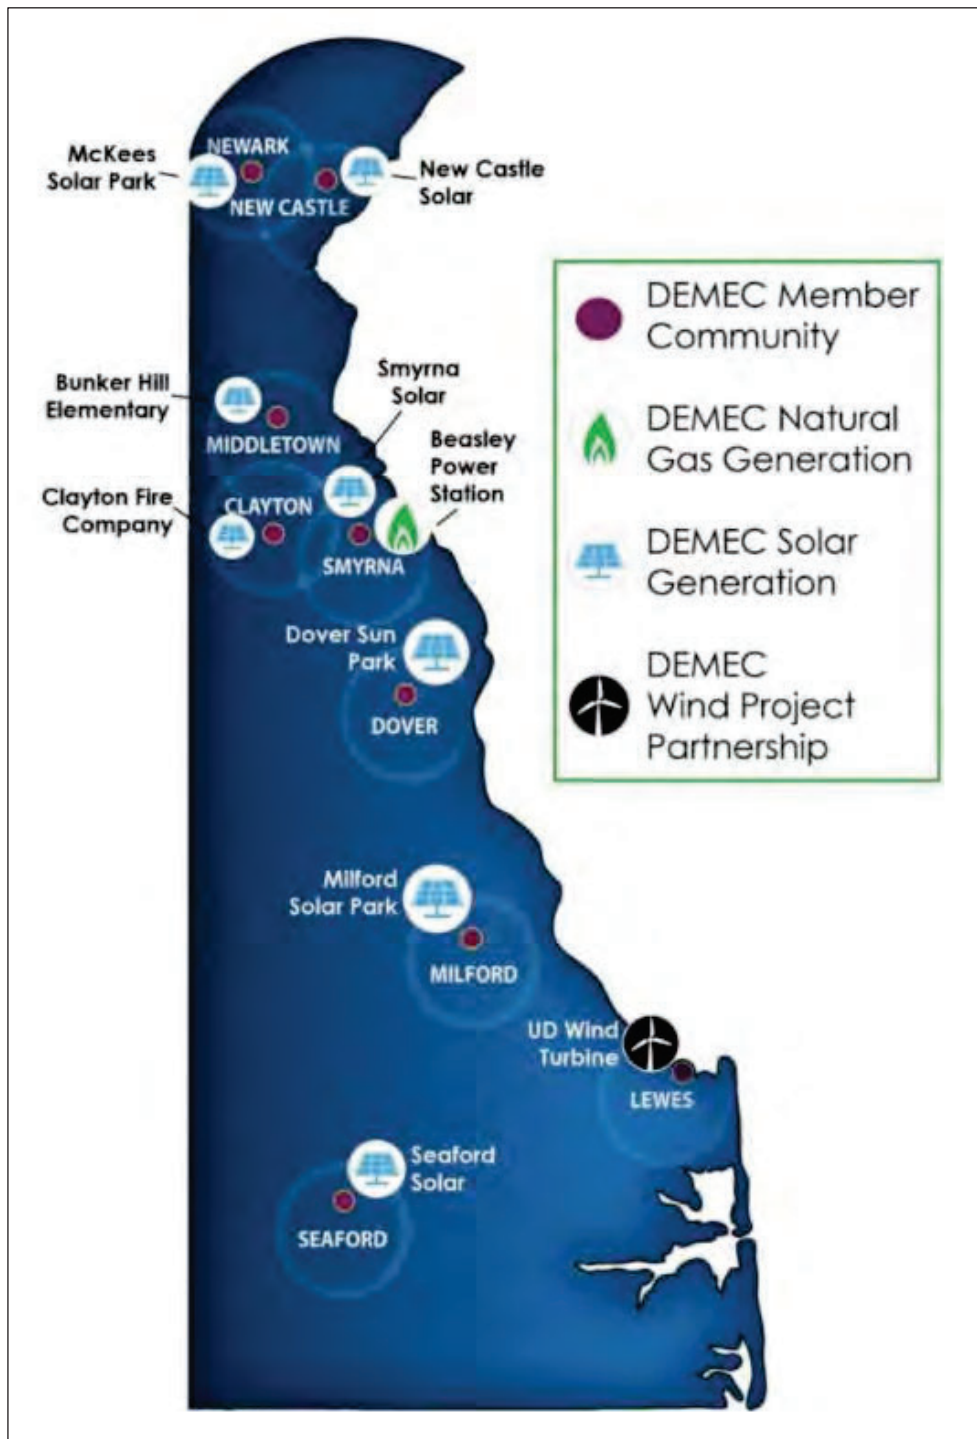 McKees
Solar Park
NEWARK
NEW CASTLE
New Castle
Solar
DEMEC Member
Community
DEMEC Natural
Gas Generation
DEMEC Solar
Generation
DEMEC
Wind Project
Partnership
Bunker Hill
Elementary
MIDDLETOWN
Smyrna
Solar
Beasley
Power
Station
Clayton Fire
Company
CLAYTON
SMYRNA
Dover Sun
Park
DOVER
Milford
Solar Park
MILFORD
UD Wind
Turbine
LEWES
Seaford
Solar
SEAFORD